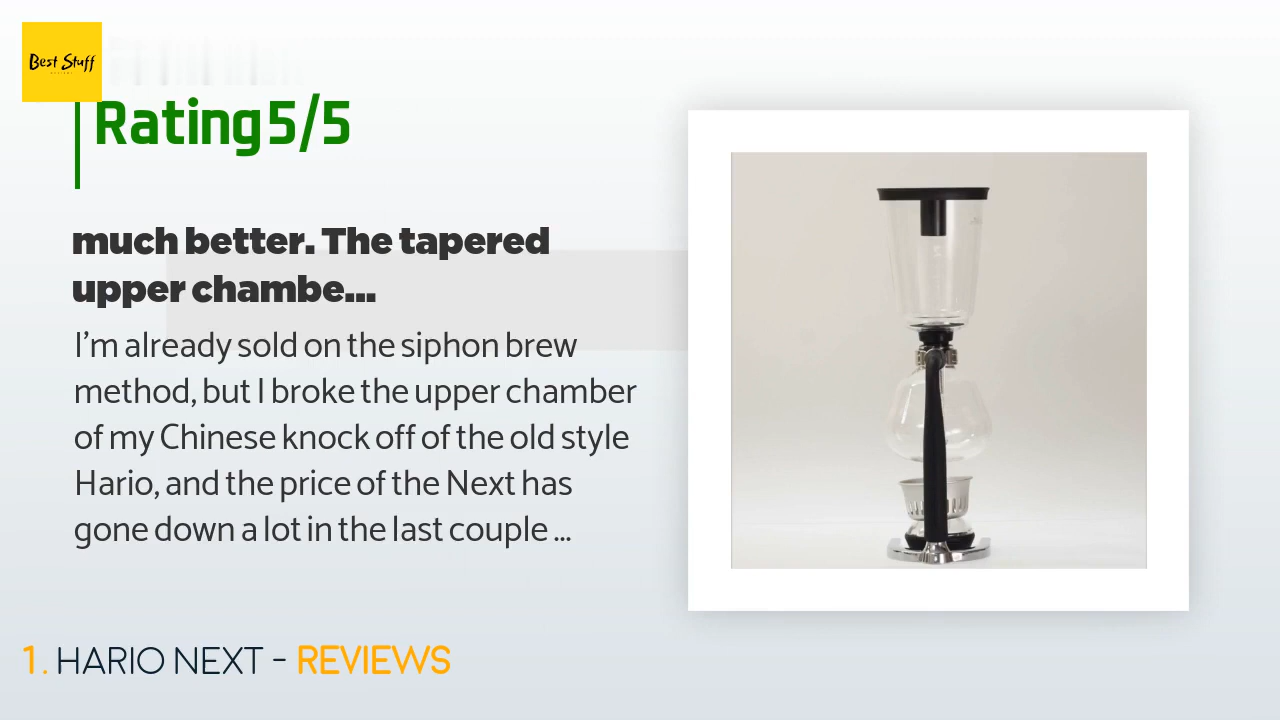 Best Stuff
Rating 5/5
much better. The tapered
upper chambe...
I'm already sold on the siphon brew
method, but I broke the upper chamber
of my Chinese knock off of the old style
Hario, and the price of the Next has
gone down a lot in the last couple ...
1. HARIO NEXT - REVIEWS